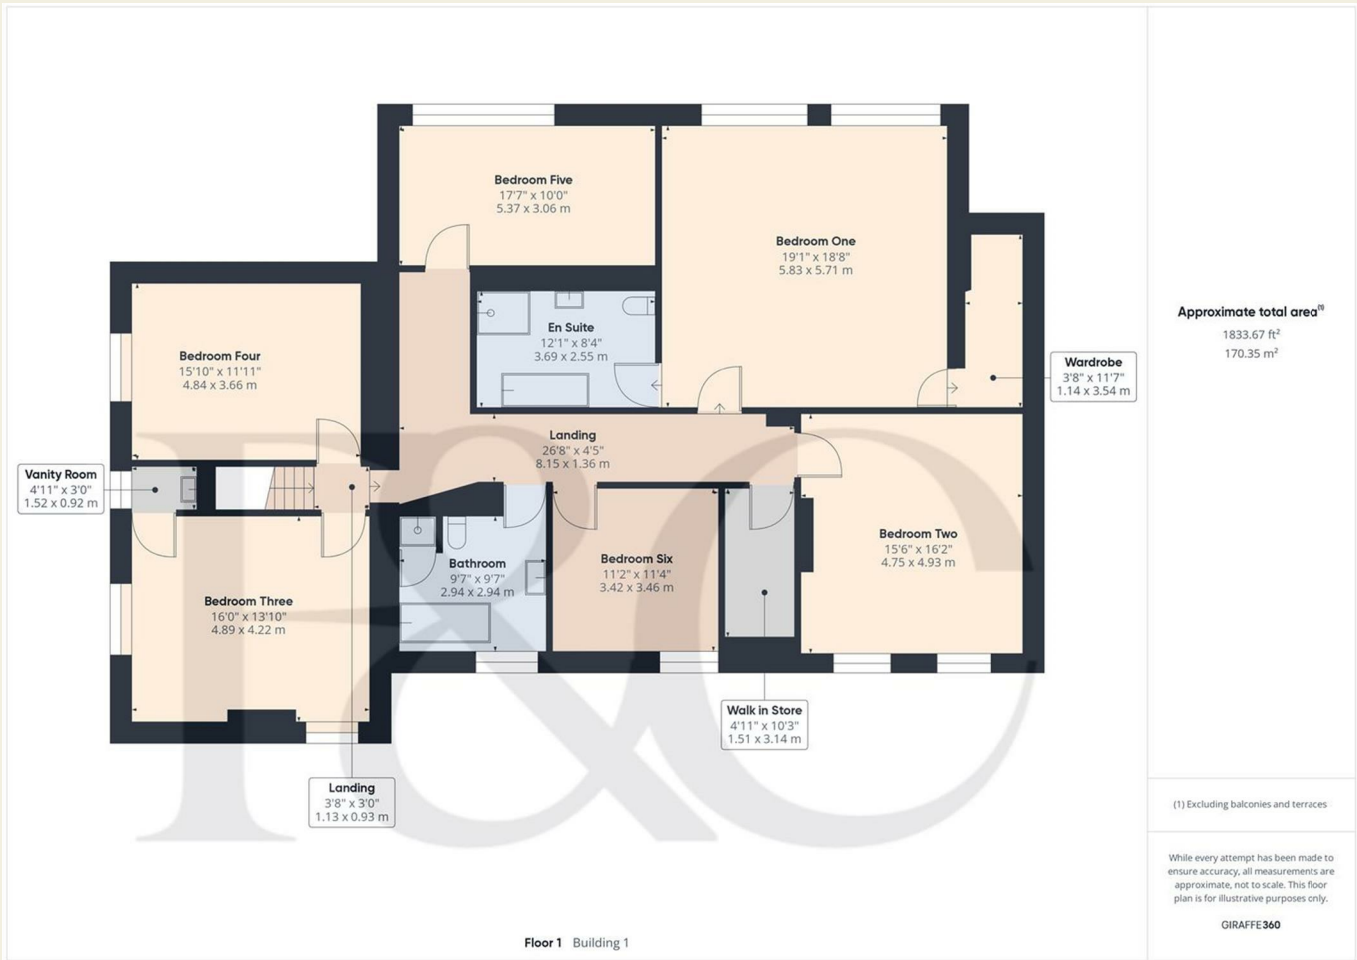 Bedroom Five
17'7" x 10'0"
5.37 x 3.06 m
Bedroom One
19'1" x 18'8"
5.83 x 5.71 m
En Suite
12'1" x 8'4"
3.69 x 2.55 m
Bedroom Four
15'10" x 11'11"
4.84 x 3.66 m
Wardrobe
3'8" x 11'7"
1.14 x 3.54 m
Landing
26'8" x 4'5"
8.15 x 1.36 m
Vanity Room
4'11" x 3'0"
1.52 x 0.92 m
Bedroom Two
15'6" x 16'2"
4.75 x 4.93 m
Bathroom
9'7" x 9'7"
2.94 x 2.94 m
Bedroom Six
11'2" x 11'4"
3.42 x 3.46 m
Bedroom Three
16'0" x 13'10"
4.89 x 4.22 m
Walk in Store
4'11" x 10'3"
1.51 x 3.14 m
Landing
3'8" x 3'0"
1.13 x 0.93 m
F&C
Floor 1 Building 1
Approximate total area(1)
1833.67 ft²
170.35 m²
(1) Excluding balconies and terraces
While every attempt has been made to
ensure accuracy, all measurements are
approximate, not to scale. This floor
plan is for illustrative purposes only.
GIRAFFE360